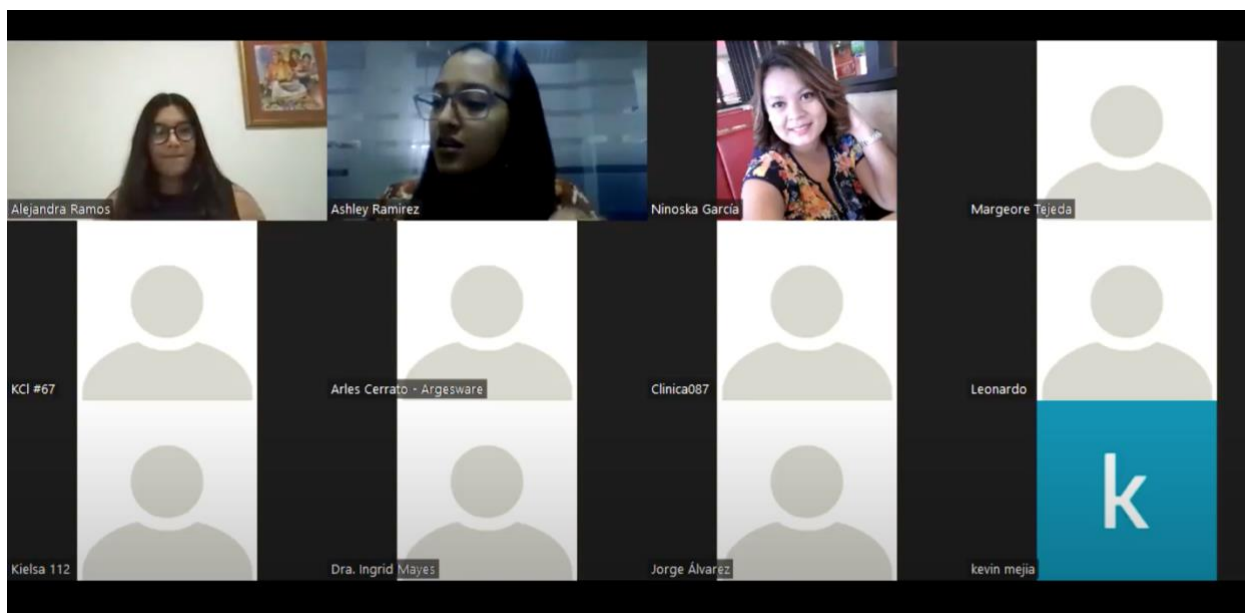 Alejandra Ramos
Ashley Ramirez
Ninoska García
Margeore Tejeda
KCl #67
Arles Cerrato - Argesware
Clinica087
Leonardo
Kielsa 112
Dra. Ingrid Mayes
Jorge Álvarez
k
kevin mejia